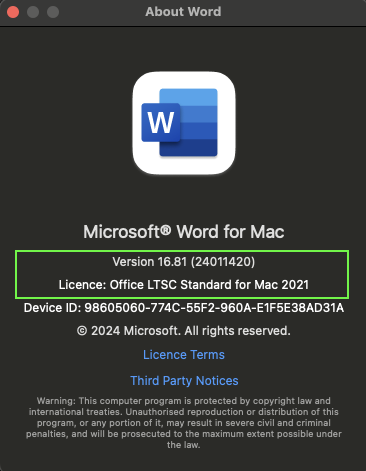 About Word
W
Microsoft® Word for Mac
Version 16.81 (24011420)
Licence: Office LTSC Standard for Mac 2021
Device ID: 98605060-774C-55F2-960A-E1F5E38AD31A
© 2024 Microsoft. All rights reserved.
Licence Terms
Third Party Notices
Warning: This computer program is protected by copyright law and
international treaties. Unauthorised reproduction or distribution of this
program, or any portion of it, may result in severe civil and criminal
penalties, and will be prosecuted to the maximum extent possible under
the law.